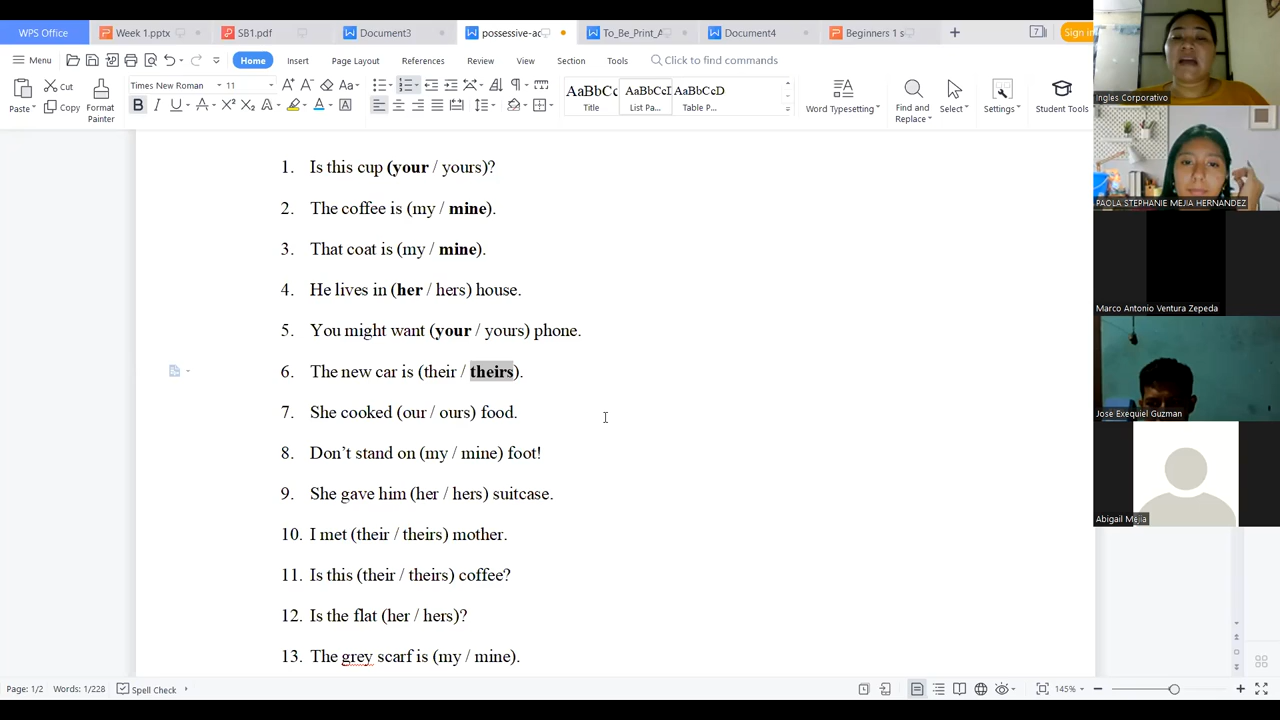 WPS Office Week 1.pptx SB1.pdf Document3 possessive-ac To_Be_Print_A Document4 Beginners 1 s Sign in
Menu Home Insert Page Layout References Review View Section Tools Click to find commands
Paste Cut Copy Format Painter Times New Roman 11 AaBbCc Title AaBbCcD List Pa... AaBbCcD Table P... Word Typesetting Find and Replace Select Settings Student Tools
1. Is this cup (your / yours)?
2. The coffee is (my / mine).
3. That coat is (my / mine).
4. He lives in (her / hers) house.
5. You might want (your / yours) phone.
6. The new car is (their / theirs).
7. She cooked (our / ours) food.
8. Don’t stand on (my / mine) foot!
9. She gave him (her / hers) suitcase.
10. I met (their / theirs) mother.
11. Is this (their / theirs) coffee?
12. Is the flat (her / hers)?
13. The grey scarf is (my / mine).
Page: 1/2 Words: 1/228 Spell Check 145%
Ingles Corporativo
PAOLA STEPHANIE MEJIA HERNANDEZ
Marco Antonio Ventura Zepeda
Jose Exequiel Guzman
Abigail Mejia